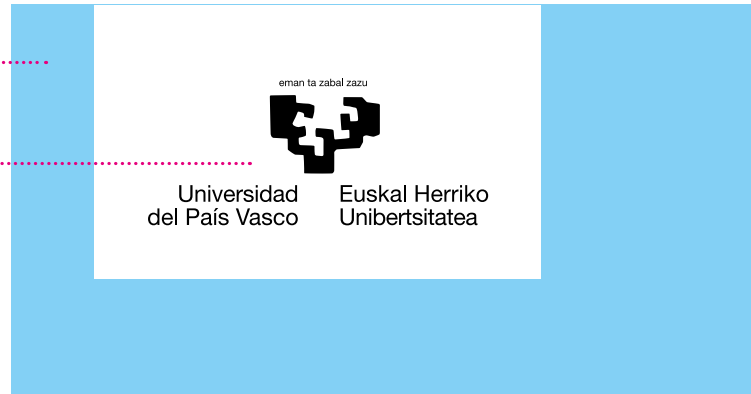 eman ta zabal zazu
Universidad
del País Vasco
Euskal Herriko
Unibertsitatea